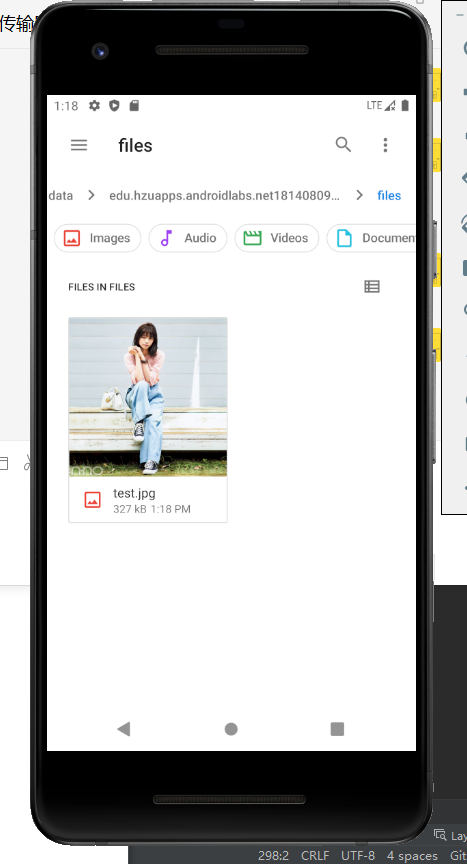 传输
1:18 LTE
files
data edu.hzuapps.androidlabs.net18140809... files
Images Audio Videos Documen
FILES IN FILES
test.jpg
327 kB 1:18 PM
Lay
298:2 CRLF UTF-8 4 spaces Git